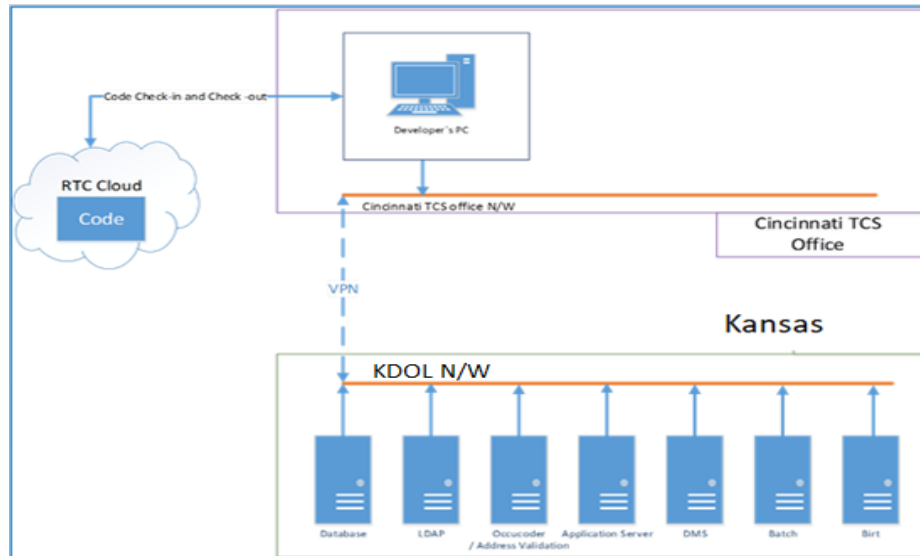 Code Check-in and Check -out
Developer's PC
RTC Cloud
Code
Cincinnati TCS office N/W
Cincinnati TCS
Office
VPN
Kansas
KDOL N/W
Database
LDAP
Occucoder
/ Address Validation
Application Server
DMS
Batch
Birt